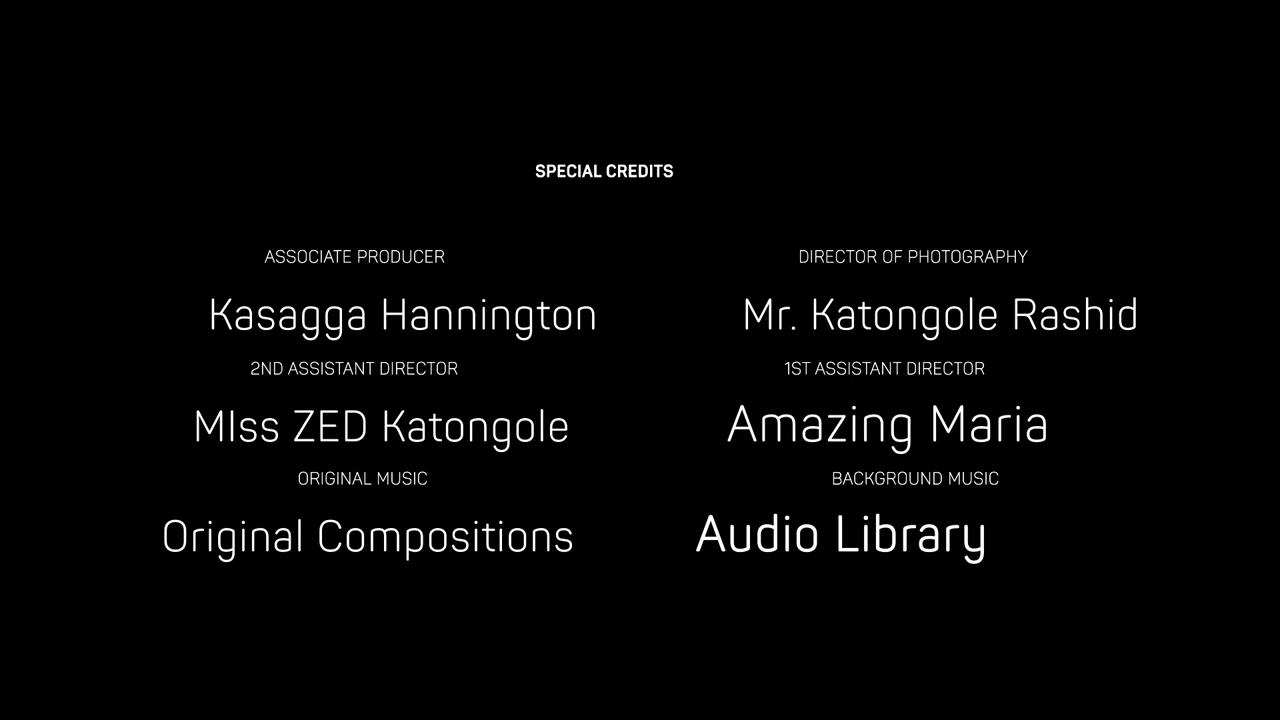 SPECIAL CREDITS
ASSOCIATE PRODUCER
Kasagga Hannington
DIRECTOR OF PHOTOGRAPHY
Mr. Katongole Rashid
2ND ASSISTANT DIRECTOR
MIss ZED Katongole
1ST ASSISTANT DIRECTOR
Amazing Maria
ORIGINAL MUSIC
Original Compositions
BACKGROUND MUSIC
Audio Library